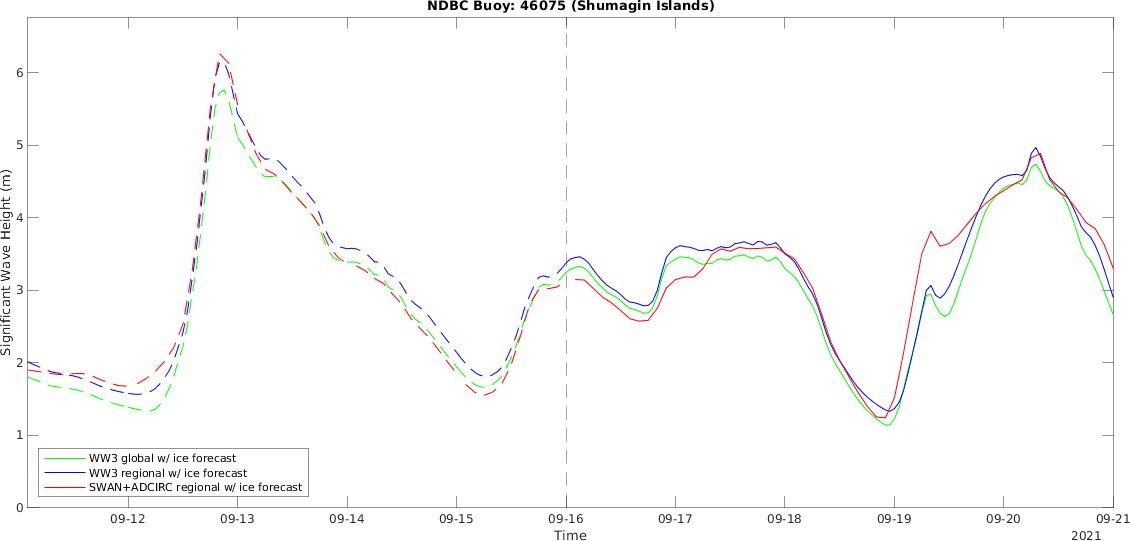 NDBC Buoy: 46075 (Shumagin Islands)
Significant Wave Height (m)
6
5
4
3
2
1
0
WW3 global w/ ice forecast
WW3 regional w/ ice forecast
SWAN+ADCIRC regional w/ ice forecast
09-12 09-13 09-14 09-15 09-16 09-17 09-18 09-19 09-20 09-21
Time
2021